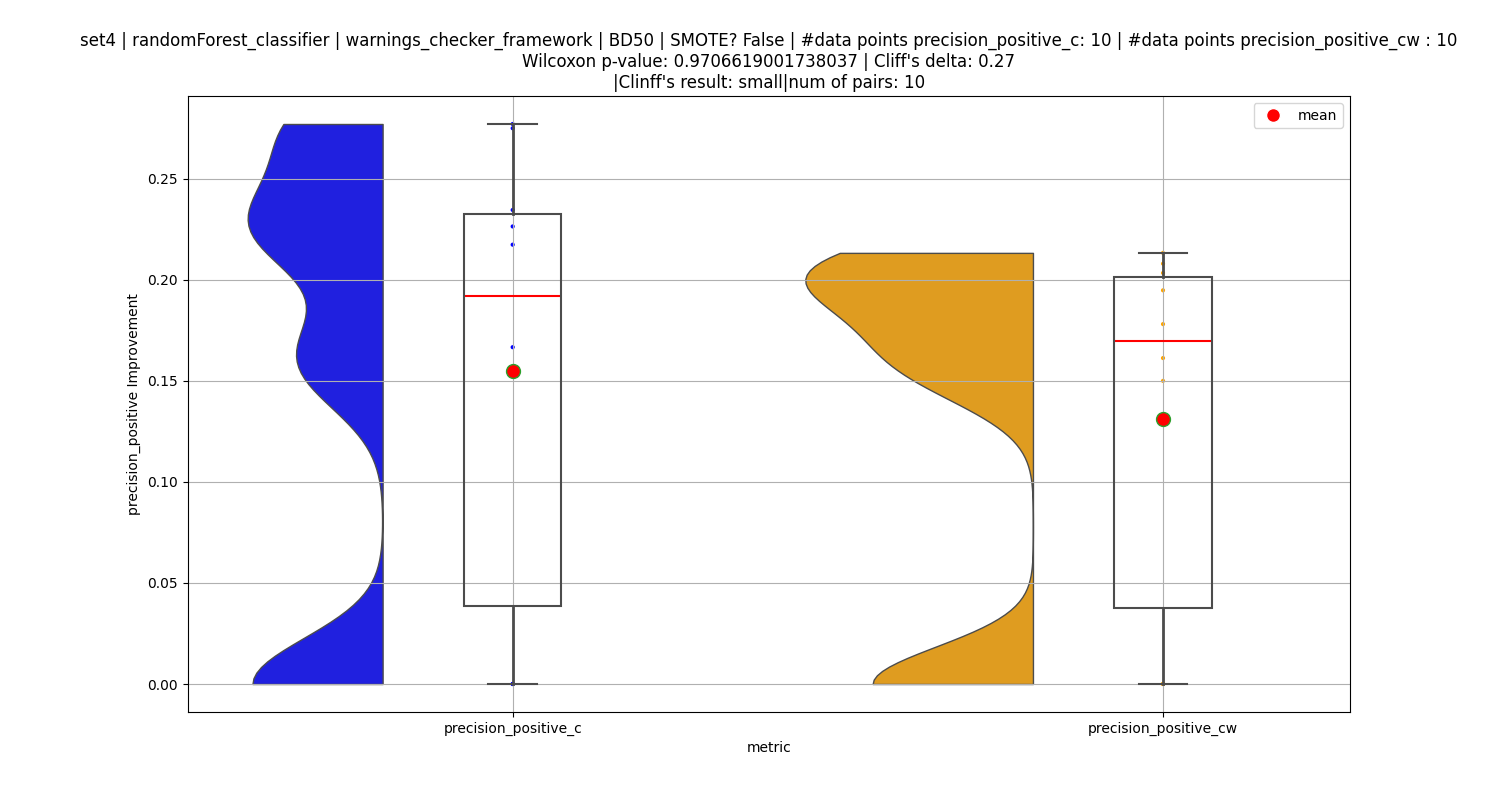 set4 | randomForest_classifier | warnings_checker_framework | BD50 | SMOTE? False | #data points precision_positive_c: 10 | #data points precision_positive_cw : 10
Wilcoxon p-value: 0.9706619001738037 | Cliff's delta: 0.27
|Clinff's result: small|num of pairs: 10
mean
0.25
0.20
0.15
0.10
0.05
0.00
precision_positive Improvement
precision_positive_c
precision_positive_cw
metric